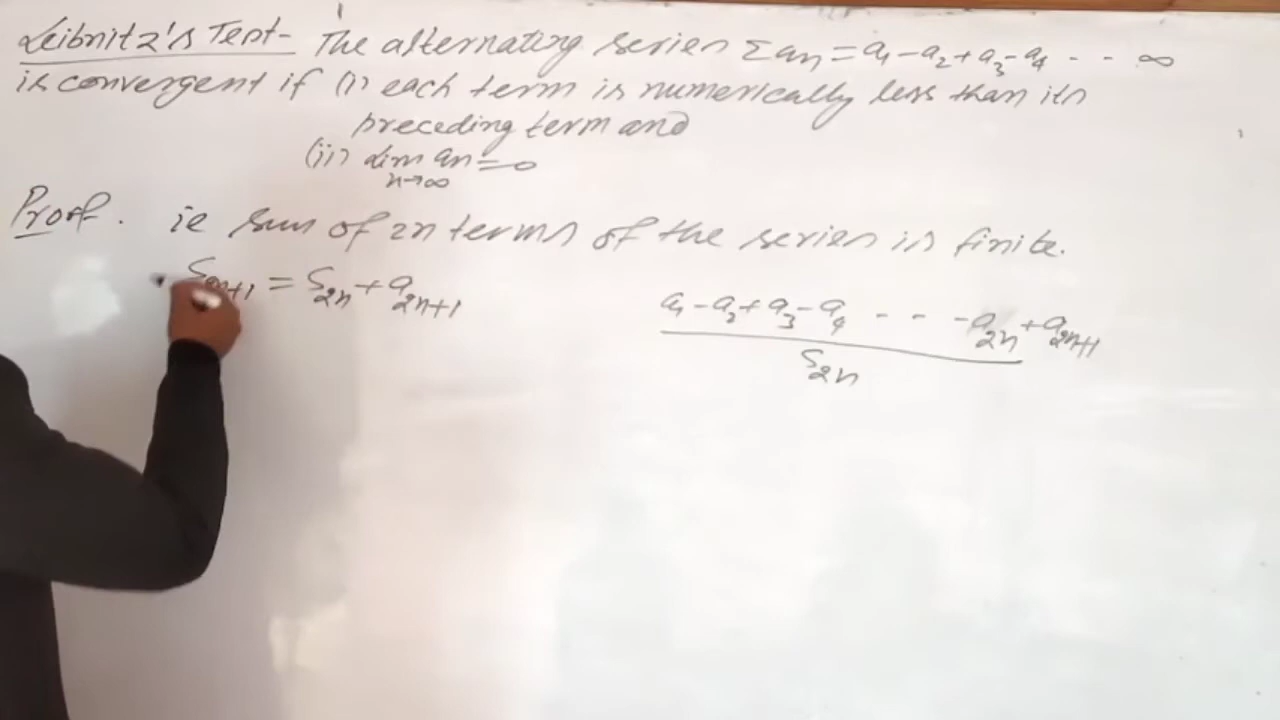 Leibnitz's Test- The alternating series Σan = a1 - a2 + a3 - a4 - - ∞
is convergent if (i) each term is numerically less than its
preceding term and
(ii) lim an = 0
n→∞
Proof. ie sum of 2n terms of the series is finite.
S2n+1 = S2n + a2n+1
a1 - a2 + a3 - a4 - - - - a2n + a2n+1
S2n